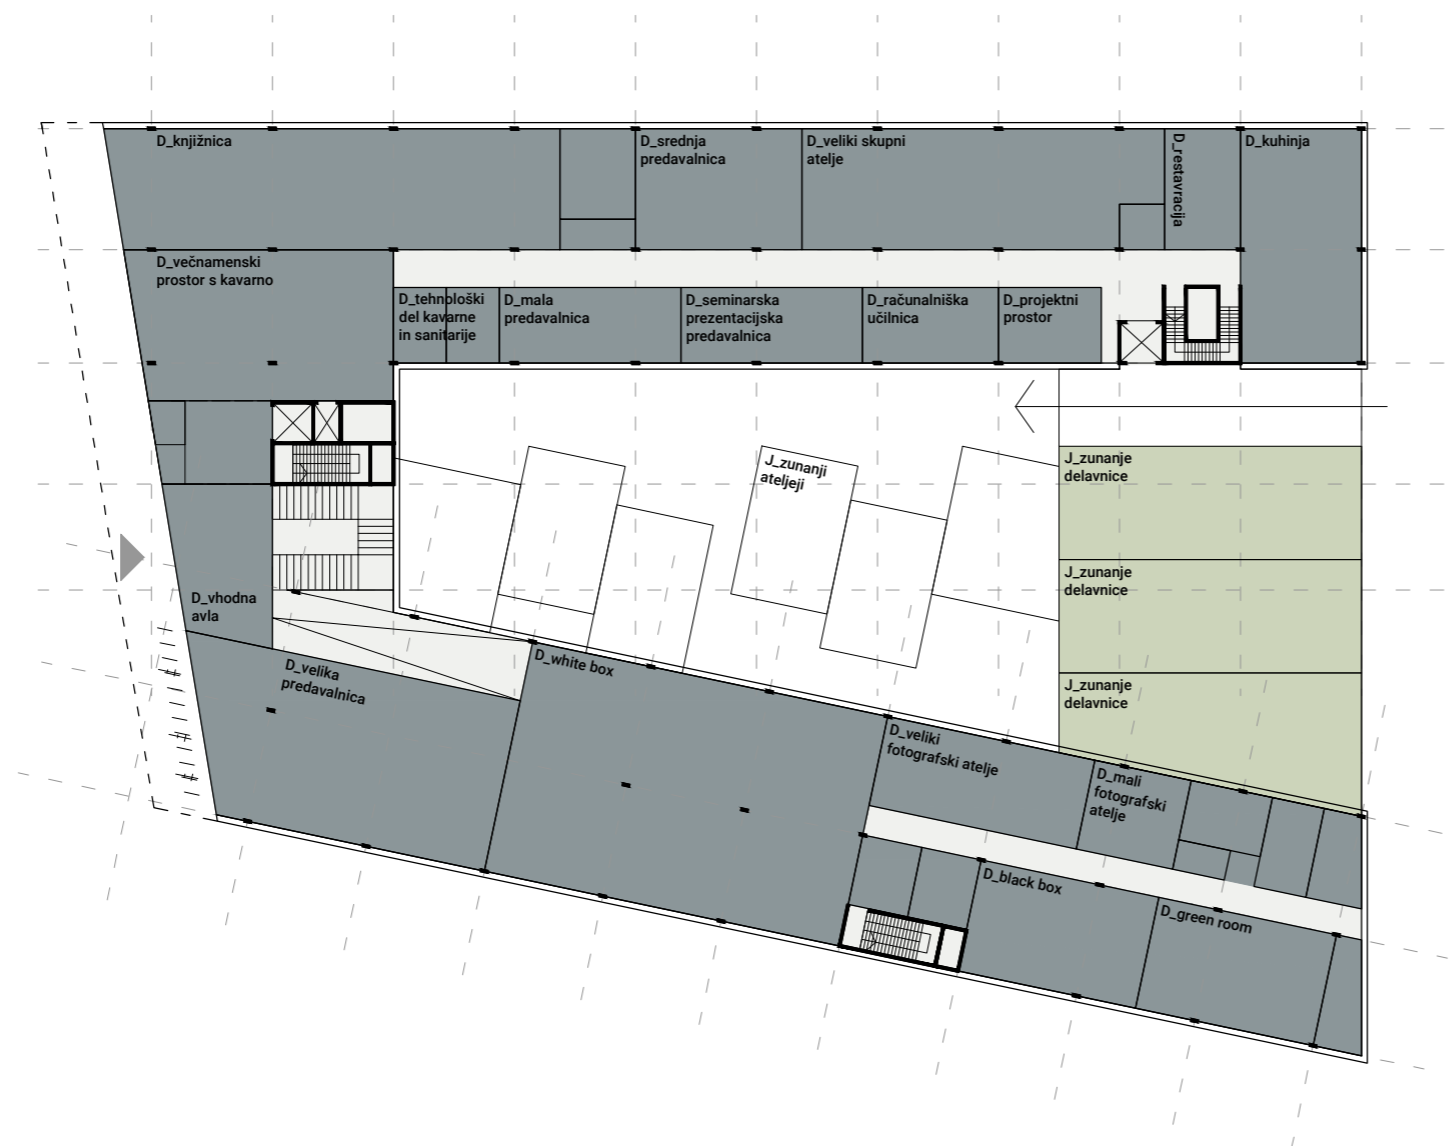 D_knjižnica
D_srednja
predavalnica
D_veliki skupni
atelje
D_restavracija
D_kuhinja
D_večnamenski
prostor s kavarno
D_tehnološki
del kavarne
in sanitarije
D_mala
predavalnica
D_seminarska
prezentacijska
predavalnica
D_računalniška
učilnica
D_projektni
prostor
J_zunanji
ateljeji
J_zunanje
delavnice
J_zunanje
delavnice
J_zunanje
delavnice
D_vhodna
avla
D_velika
predavalnica
D_white box
D_veliki
fotografski atelje
D_mali
fotografski
atelje
D_black box
D_green room